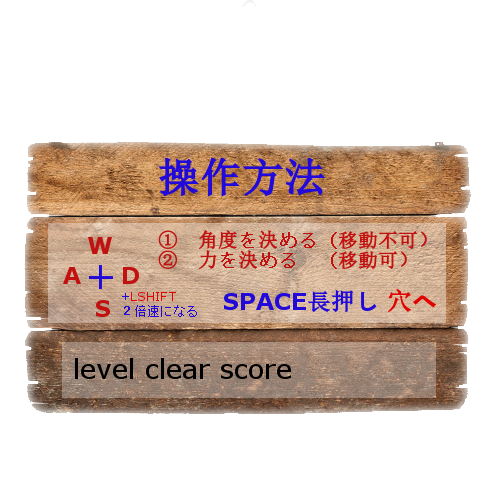 操作方法
W
A + D
S
① 角度を決める（移動不可）
② 力を決める （移動可）
+LSHIFT
２倍速になる
SPACE長押し 穴へ
level clear score